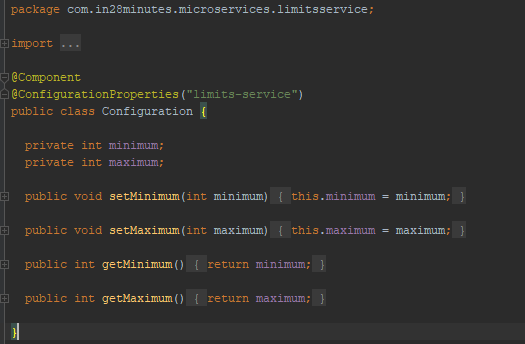 package com.in28minutes.microservices.limitsservice;
import ...
@Component
@ConfigurationProperties("limits-service")
public class Configuration {
private int minimum;
private int maximum;
public void setMinimum(int minimum) { this.minimum = minimum; }
public void setMaximum(int maximum) { this.maximum = maximum; }
public int getMinimum() { return minimum; }
public int getMaximum() { return maximum; }
}